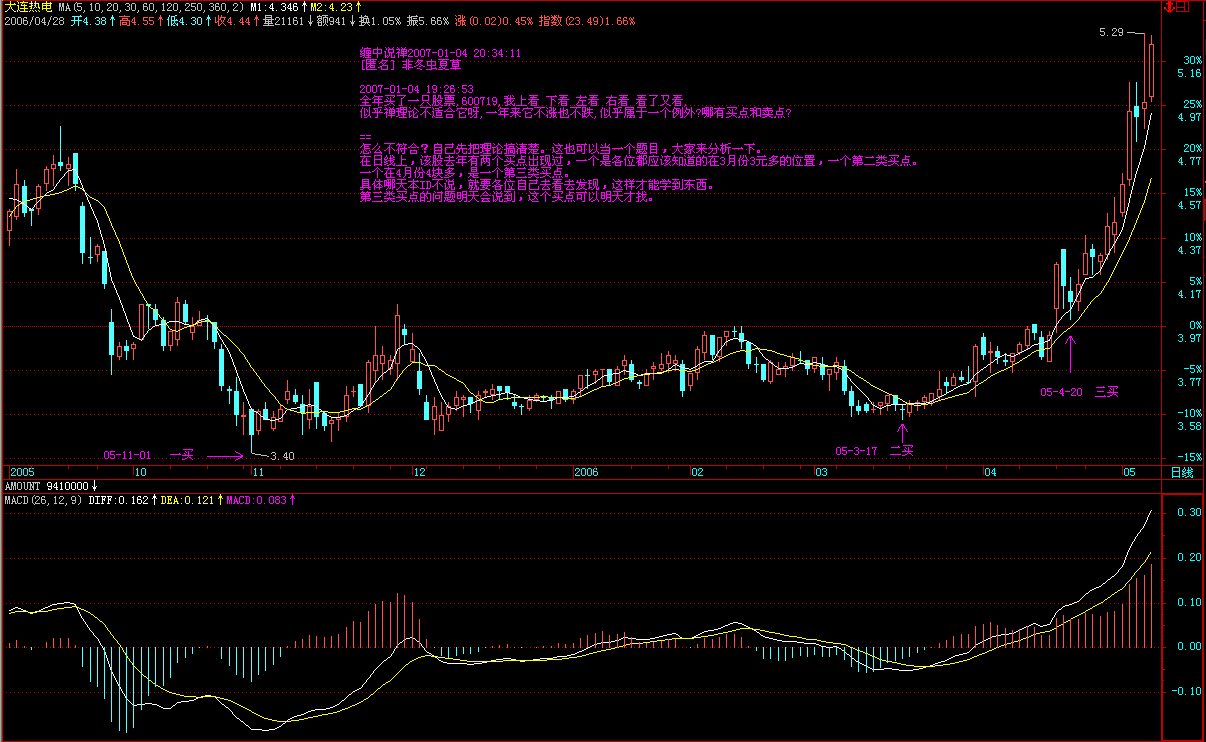 大连热电 MA(5,10,20,30,60,120,250,360,2) M1:4.346↑M2:4.23↑
2006/04/28 开4.38↑高4.55↑低4.30↑收4.44↑量21161↓额941↓换1.05% 振5.66% 涨(0.02)0.45% 指数(23.49)1.66%
5.29
缠中说禅2007-01-04 20:34:11
[匿名] 非冬虫夏草
2007-01-04 19:26:53
全年买了一只股票,600719,我上看 下看 左看 右看 看了又看,
似乎禅理论不适合它呀,一年来它不涨也不跌,似乎属于一个例外?哪有买点和卖点?
==
怎么不符合？自己先把理论搞清楚。这也可以当一个题目，大家来分析一下。
在日线上，该股去年有两个买点出现过，一个是各位都应该知道的在3月份3元多的位置，一个第二类买点。
一个在4月份4块多，是一个第三类买点。
具体哪天本ID不说，就要各位自己去看去发现，这样才能学到东西。
第三类买点的问题明天会说到，这个买点可以明天才找。
30%
5.16
25%
4.97
20%
4.77
15%
4.57
10%
4.37
5%
4.17
0%
3.97
-5%
3.77
-10%
3.58
-15%
05-4-20 三买
05-3-17 二买
05-11-01 一买
3.40
2005 10 11 12 2006 02 03 04 05 日线
AMOUNT 9410000↓
MACD(26,12,9) DIFF:0.162↑DEA:0.121↑MACD:0.083↑
0.30
0.20
0.10
0.00
-0.10